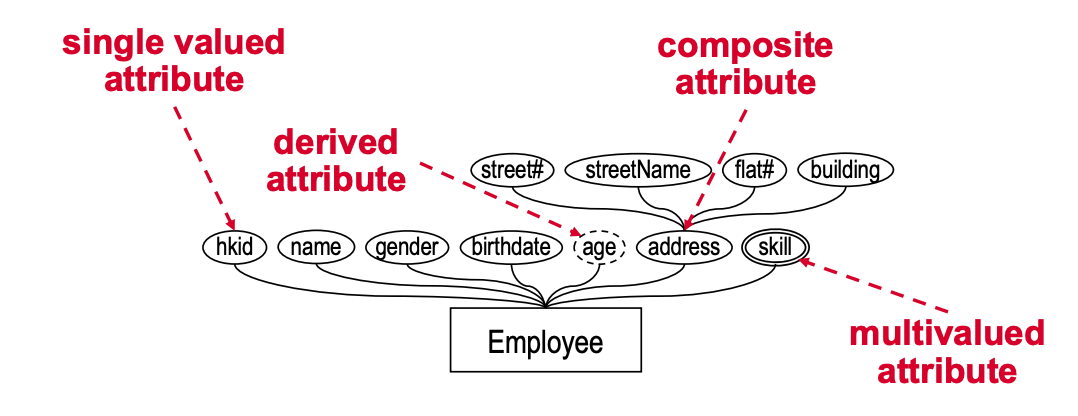 single valued
attribute
composite
attribute
derived
attribute
street# streetName flat# building
hkid name gender birthdate age address skill
Employee
multivalued
attribute